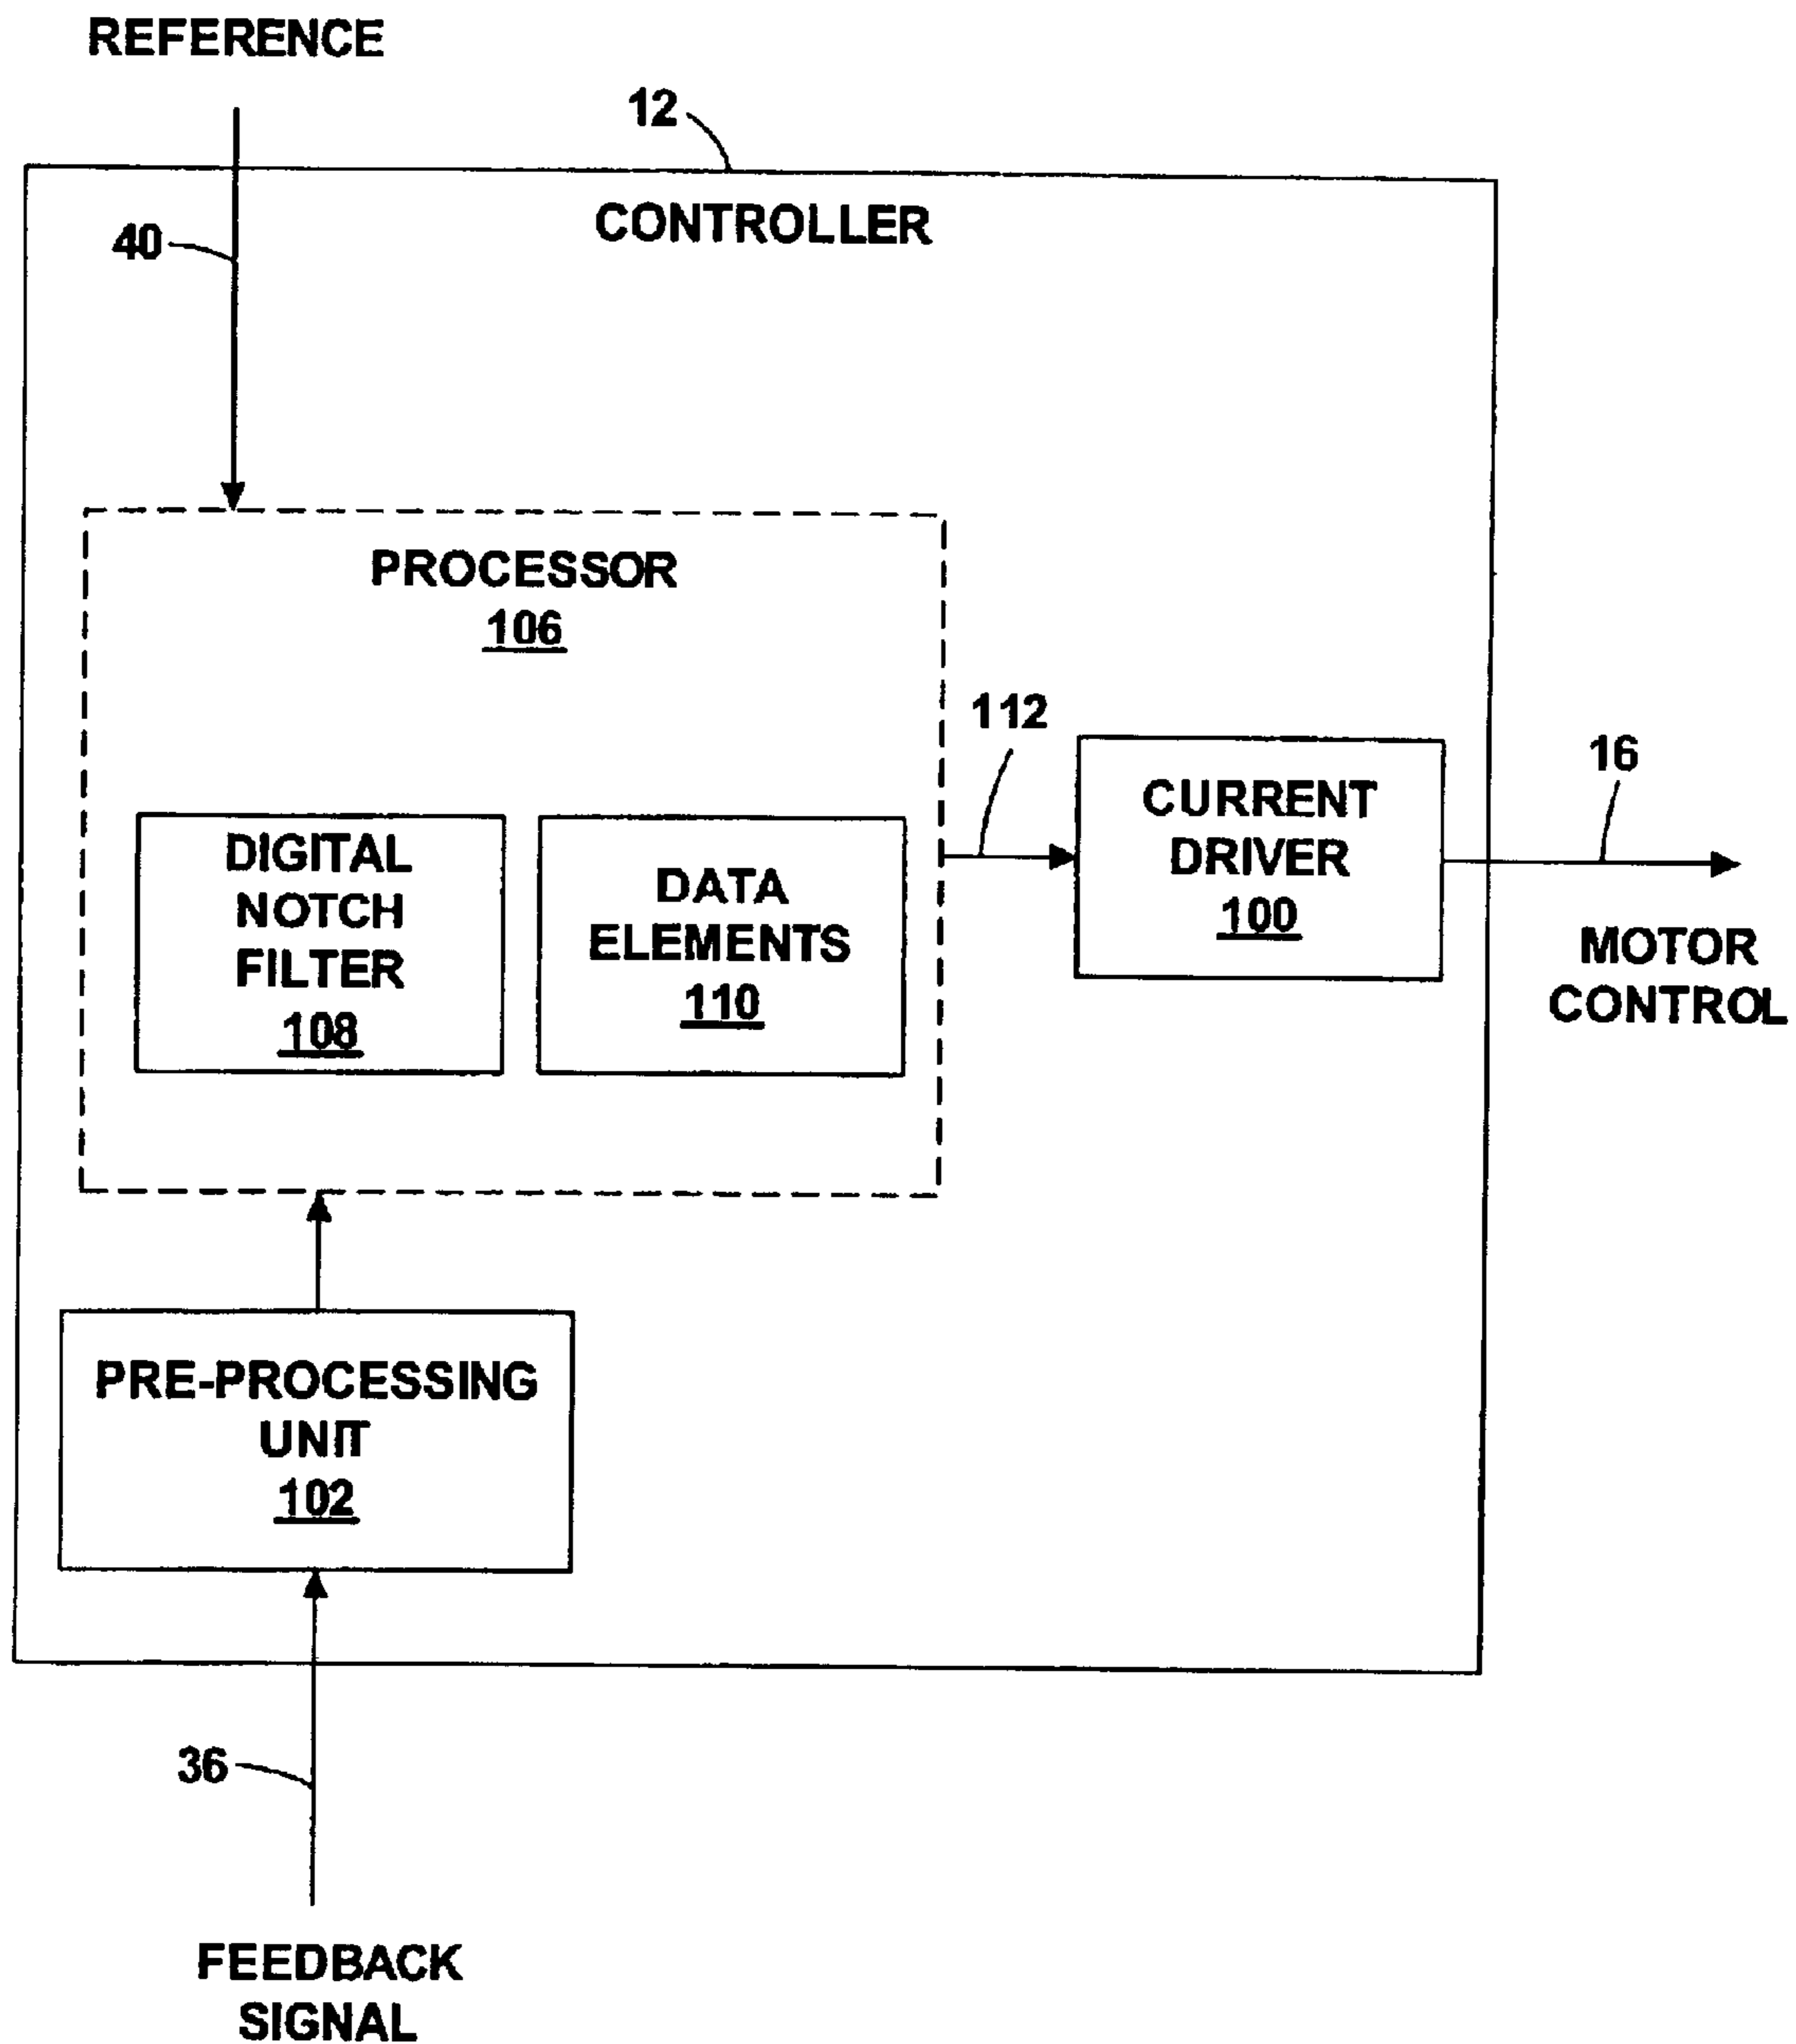 REFERENCE
12
CONTROLLER
40
PROCESSOR
106
112
16
CURRENT
DRIVER
100
DIGITAL
NOTCH
FILTER
108
DATA
ELEMENTS
110
MOTOR
CONTROL
PRE-PROCESSING
UNIT
102
36
FEEDBACK
SIGNAL